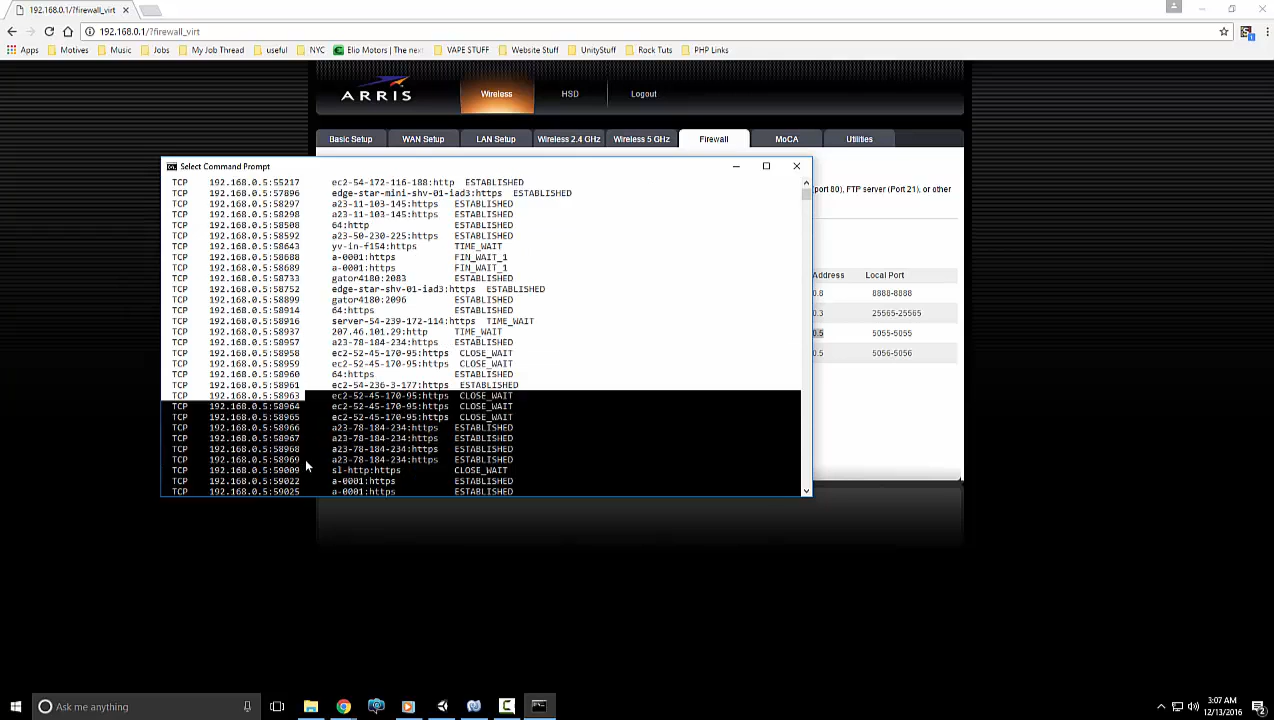 192.168.0.1/?firewall_virt
192.168.0.1/?firewall_virt
Apps Motives Music Jobs My Job Thread useful NYC Elio Motors | The next VAPE STUFF Website Stuff UnityStuff Rock Tuts PHP Links
ARRIS
Wireless HSD Logout
Basic Setup WAN Setup LAN Setup Wireless 2.4 GHz Wireless 5 GHz Firewall MoCA Utilities
Select Command Prompt
(port 80), FTP server (Port 21), or other
TCP 192.168.0.5:55217 ec2-54-172-116-188:http ESTABLISHED
TCP 192.168.0.5:57896 edge-star-mini-shv-01-iad3:https ESTABLISHED
TCP 192.168.0.5:58297 a23-11-103-145:https ESTABLISHED
TCP 192.168.0.5:58298 a23-11-103-145:https ESTABLISHED
TCP 192.168.0.5:58508 64:http ESTABLISHED
TCP 192.168.0.5:58592 a23-50-230-225:https ESTABLISHED
TCP 192.168.0.5:58643 yv-in-f154:https TIME_WAIT
TCP 192.168.0.5:58688 a-0001:https FIN_WAIT_1
TCP 192.168.0.5:58689 a-0001:https FIN_WAIT_1
TCP 192.168.0.5:58733 gator4180:2083 ESTABLISHED
TCP 192.168.0.5:58752 edge-star-shv-01-iad3:https ESTABLISHED
TCP 192.168.0.5:58899 gator4180:2096 ESTABLISHED
TCP 192.168.0.5:58914 64:https ESTABLISHED
TCP 192.168.0.5:58916 server-54-239-172-114:https TIME_WAIT
TCP 192.168.0.5:58937 207.46.101.29:http TIME_WAIT
TCP 192.168.0.5:58957 a23-78-184-234:https ESTABLISHED
TCP 192.168.0.5:58958 ec2-52-45-170-95:https CLOSE_WAIT
TCP 192.168.0.5:58959 ec2-52-45-170-95:https CLOSE_WAIT
TCP 192.168.0.5:58960 64:https ESTABLISHED
TCP 192.168.0.5:58961 ec2-54-236-3-177:https ESTABLISHED
TCP 192.168.0.5:58963 ec2-52-45-170-95:https CLOSE_WAIT
TCP 192.168.0.5:58964 ec2-52-45-170-95:https CLOSE_WAIT
TCP 192.168.0.5:58965 ec2-52-45-170-95:https CLOSE_WAIT
TCP 192.168.0.5:58966 a23-78-184-234:https ESTABLISHED
TCP 192.168.0.5:58967 a23-78-184-234:https ESTABLISHED
TCP 192.168.0.5:58968 a23-78-184-234:https ESTABLISHED
TCP 192.168.0.5:58969 a23-78-184-234:https ESTABLISHED
TCP 192.168.0.5:59009 sl-http:https CLOSE_WAIT
TCP 192.168.0.5:59022 a-0001:https ESTABLISHED
TCP 192.168.0.5:59025 a-0001:https ESTABLISHED
Address Local Port
0.8 8888-8888
0.3 25565-25565
0.5 5055-5055
0.5 5056-5056
Ask me anything
3:07 AM
12/13/2016
2